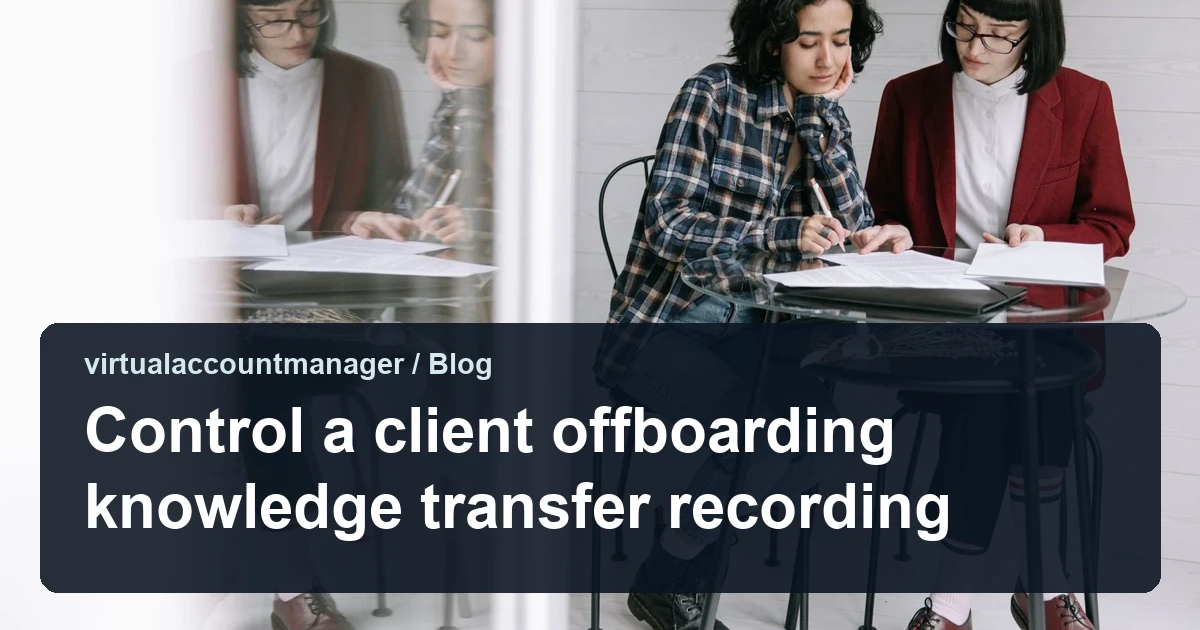 virtualaccountmanager / Blog
Control a client offboarding
knowledge transfer recording